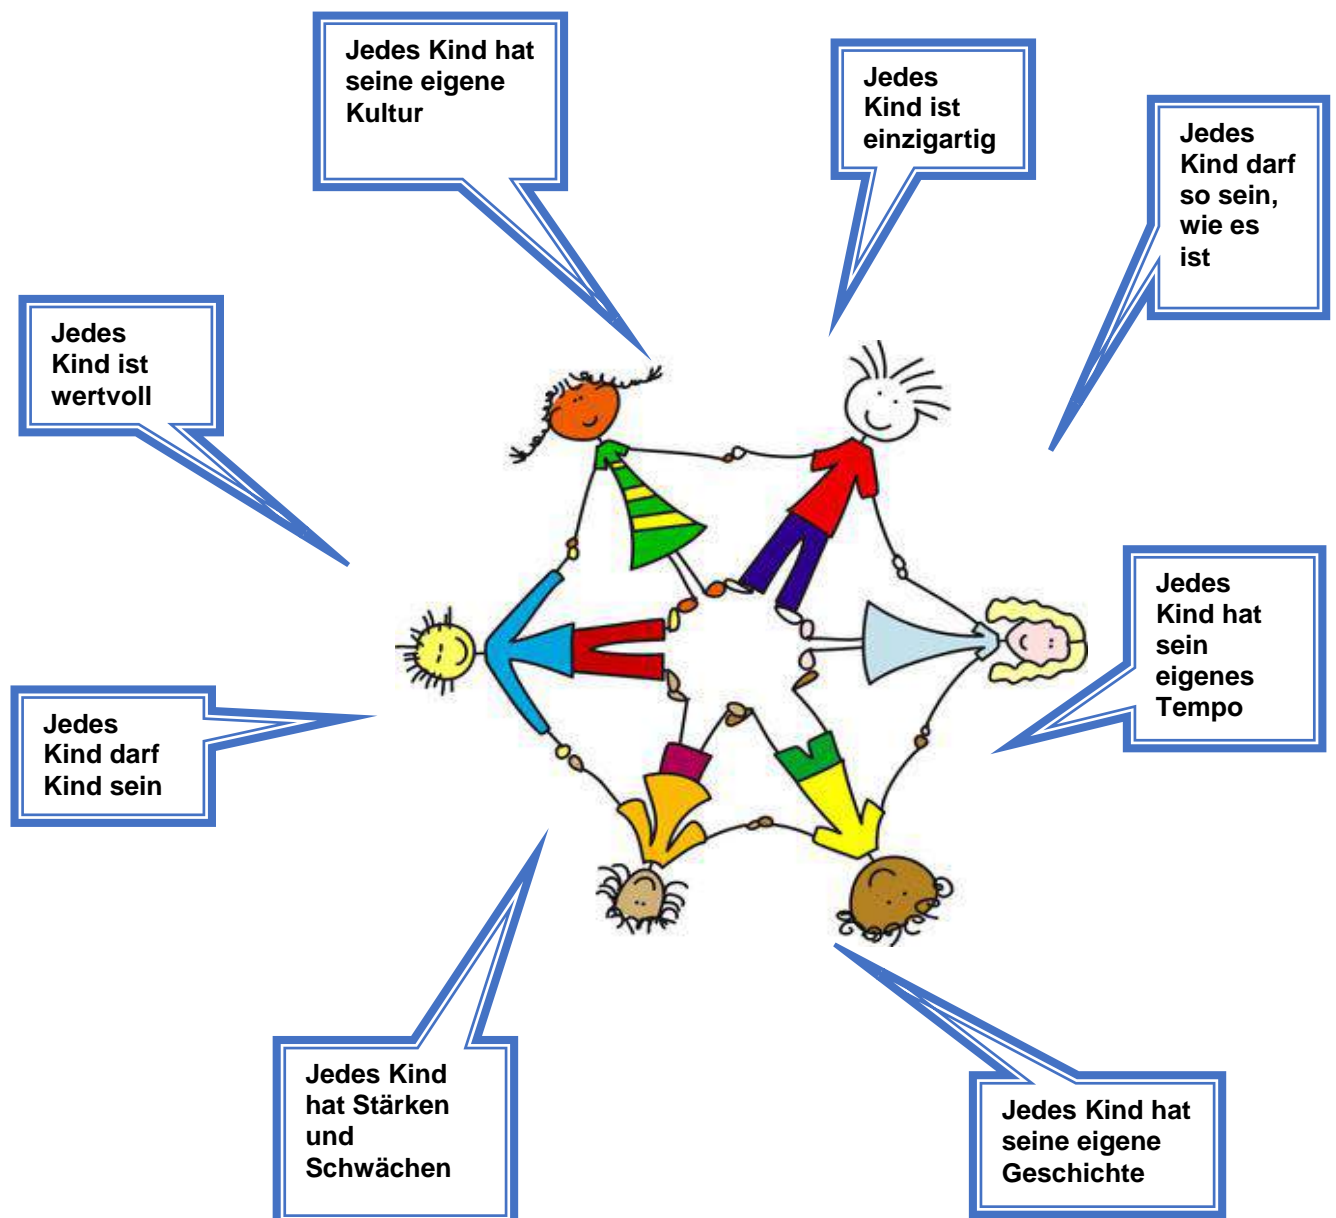 Jedes Kind hat
seine eigene
Kultur
Jedes
Kind ist
einzigartig
Jedes
Kind darf
so sein,
wie es
ist
Jedes
Kind ist
wertvoll
Jedes
Kind hat
sein
eigenes
Tempo
Jedes
Kind darf
Kind sein
Jedes Kind
hat Stärken
und
Schwächen
Jedes Kind hat
seine eigene
Geschichte